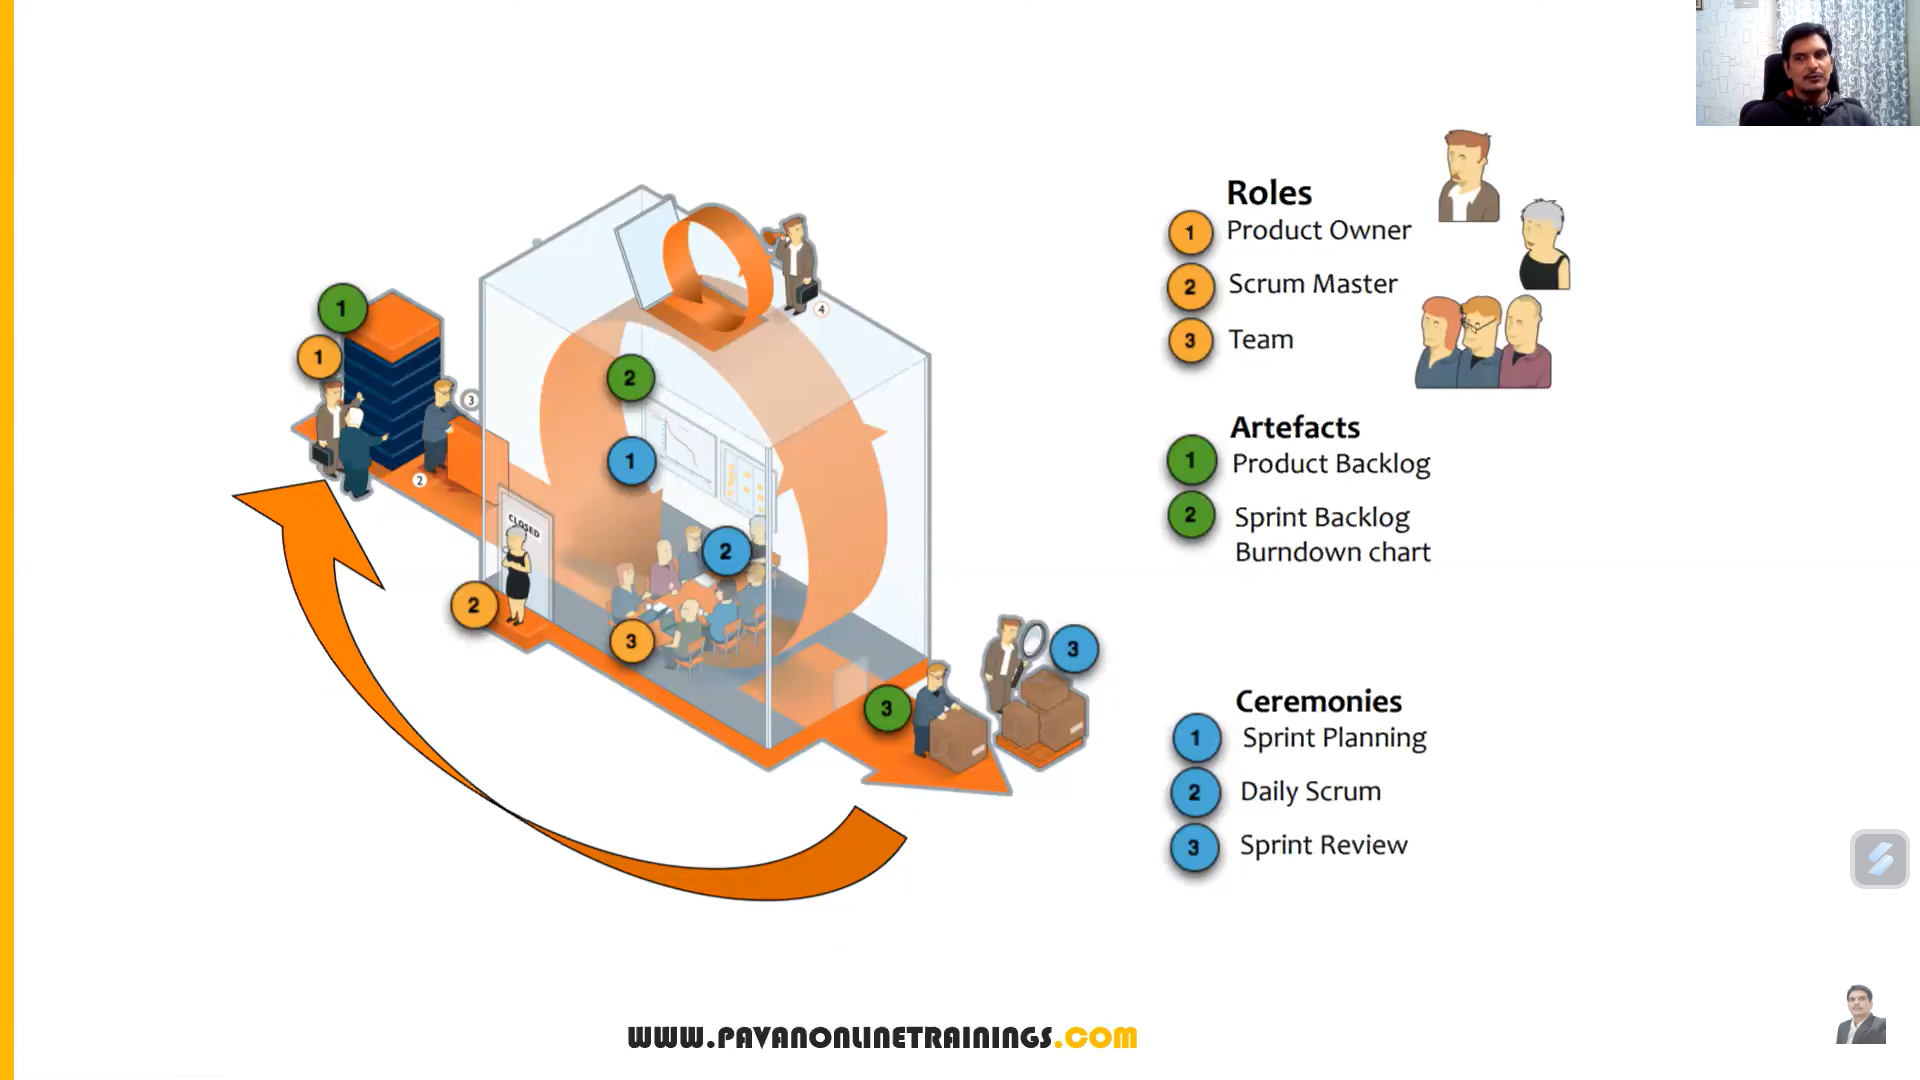 Roles
1 Product Owner
2 Scrum Master
3 Team
Artefacts
1 Product Backlog
2 Sprint Backlog
Burndown chart
Ceremonies
1 Sprint Planning
2 Daily Scrum
3 Sprint Review
1
1
3
2
2
1
4
CLOSED
2
2
3
3
3
WWW.PAVANONLINETRAININGS.COM